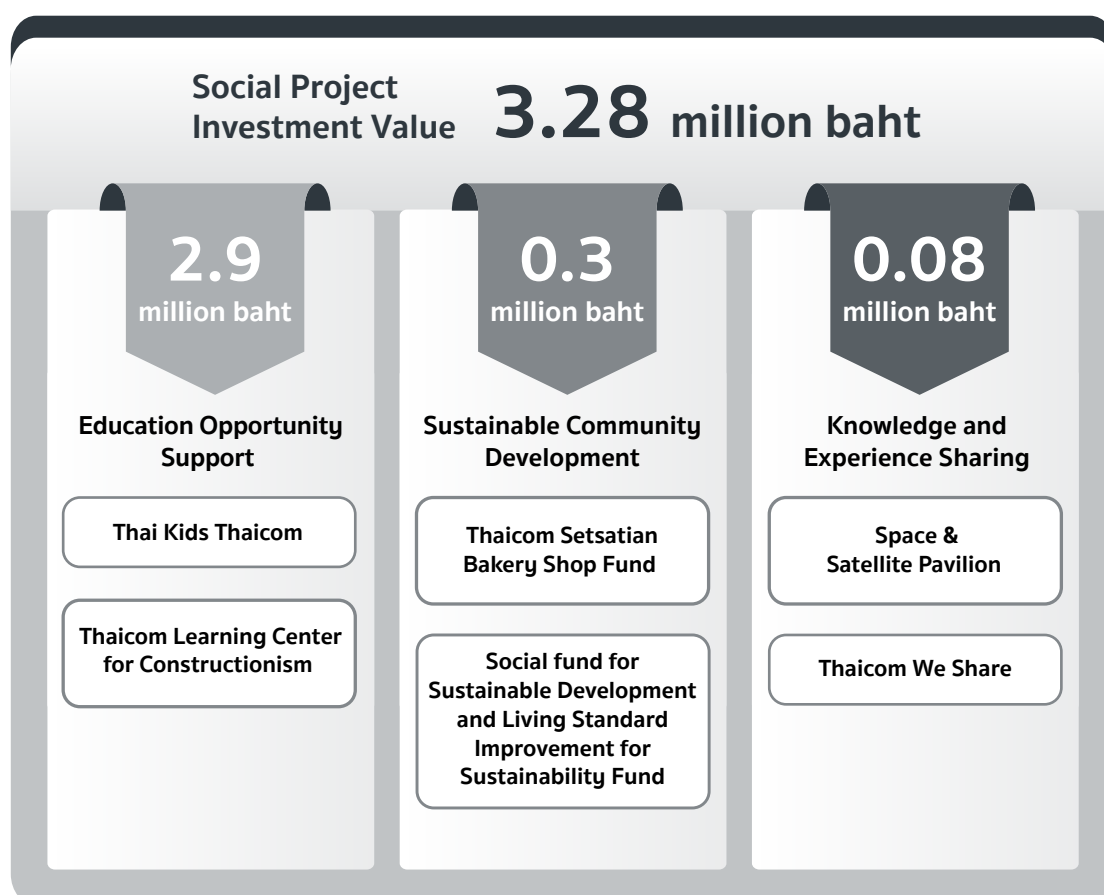 Social Project
Investment Value
3.28 million baht
2.9
million baht
Education Opportunity
Support
Thai Kids Thaicom
Thaicom Learning Center
for Constructionism
0.3
million baht
Sustainable Community
Development
Thaicom Setsatian
Bakery Shop Fund
Social fund for
Sustainable Development
and Living Standard
Improvement for
Sustainability Fund
0.08
million baht
Knowledge and
Experience Sharing
Space &
Satellite Pavilion
Thaicom We Share